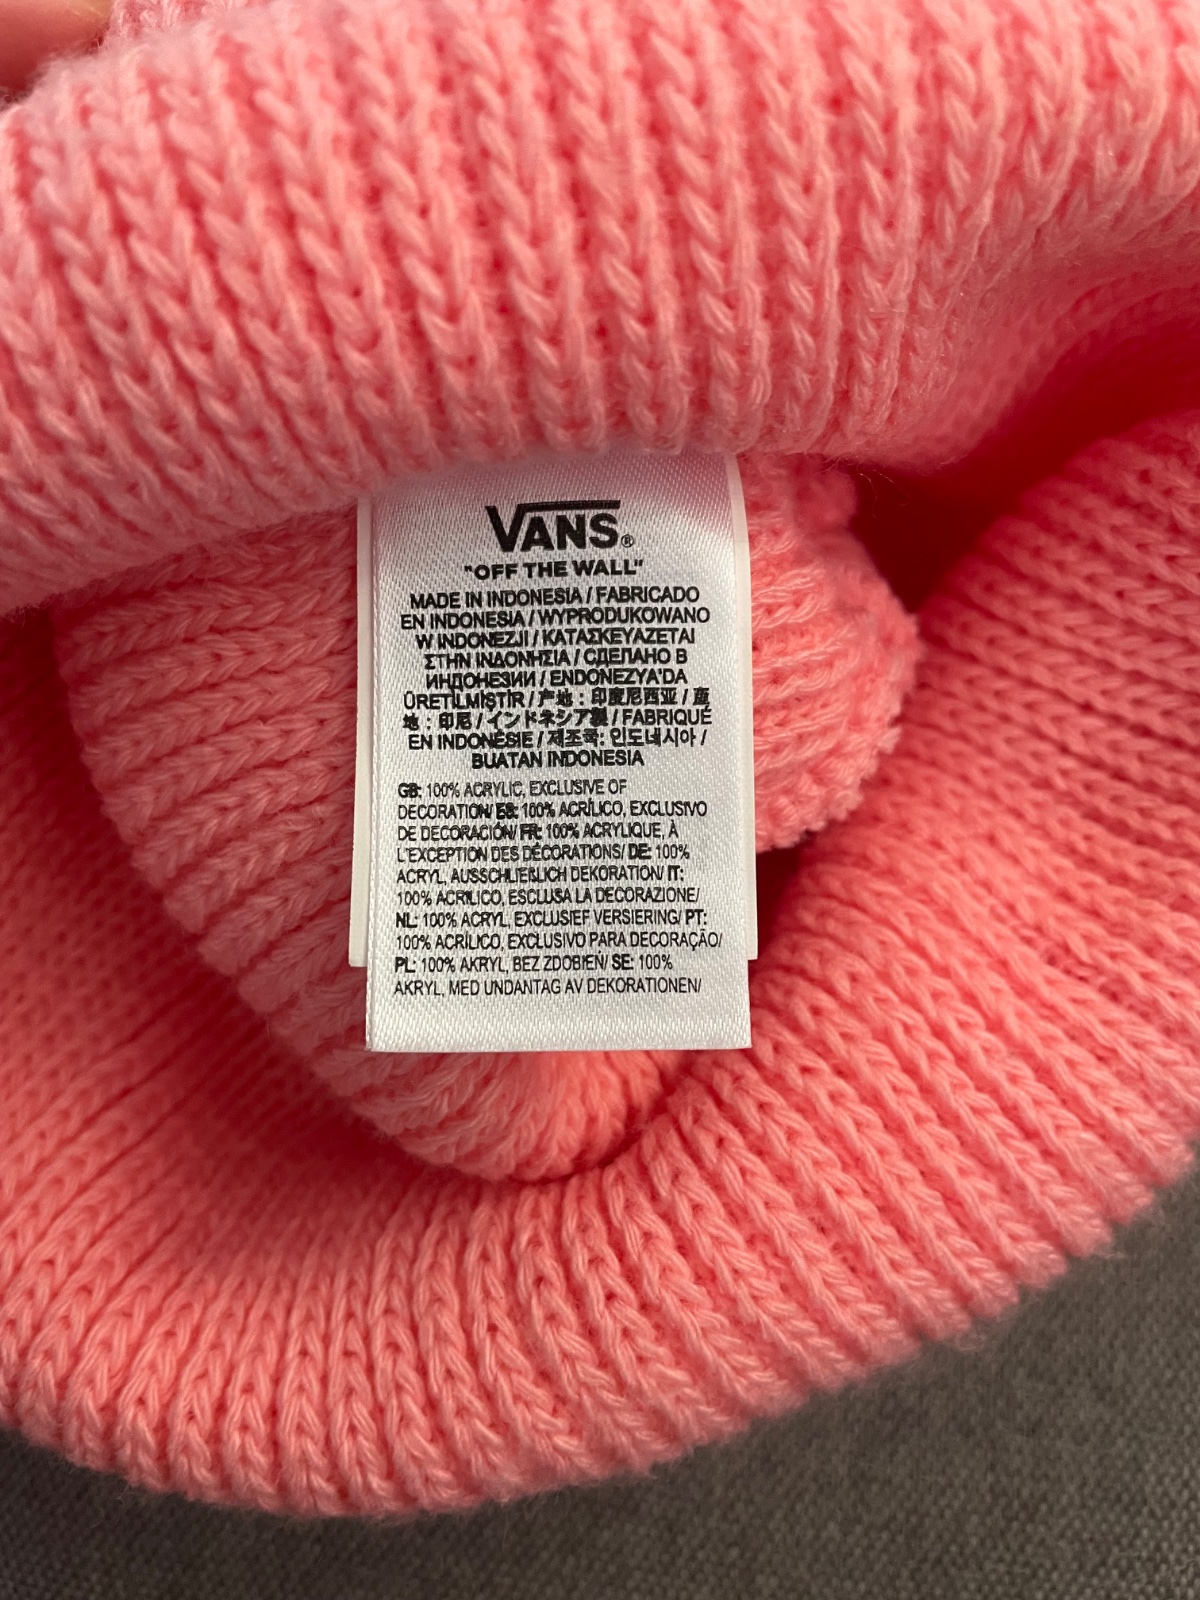 VANS®
"OFF THE WALL"
MADE IN INDONESIA / FABRICADO
EN INDONESIA / WYPRODUKOWANO
W INDONEZJI / ΚΑΤΑΣΚΕΥΑΖΕΤΑΙ
ΣΤΗΝ ΙΝΔΟΝΗΣΙΑ / СДЕЛАНО В
ИНДОНЕЗИИ / ENDONEZYA'DA
ÜRETİLMİŞTİR / 产地：印度尼西亚 / 產
地：印尼 / インドネシア製 / FABRIQUÉ
EN INDONÉSIE / 제조국: 인도네시아 /
BUATAN INDONESIA
GB: 100% ACRYLIC, EXCLUSIVE OF
DECORATION/ ES: 100% ACRÍLICO, EXCLUSIVO
DE DECORACIÓN/ FR: 100% ACRYLIQUE, À
L'EXCEPTION DES DÉCORATIONS/ DE: 100%
ACRYL, AUSSCHLIEßLICH DEKORATION/ IT:
100% ACRILICO, ESCLUSA LA DECORAZIONE/
NL: 100% ACRYL, EXCLUSIEF VERSIERING/ PT:
100% ACRÍLICO, EXCLUSIVO PARA DECORAÇÃO/
PL: 100% AKRYL, BEZ ZDOBIEŃ/ SE: 100%
AKRYL, MED UNDANTAG AV DEKORATIONEN/